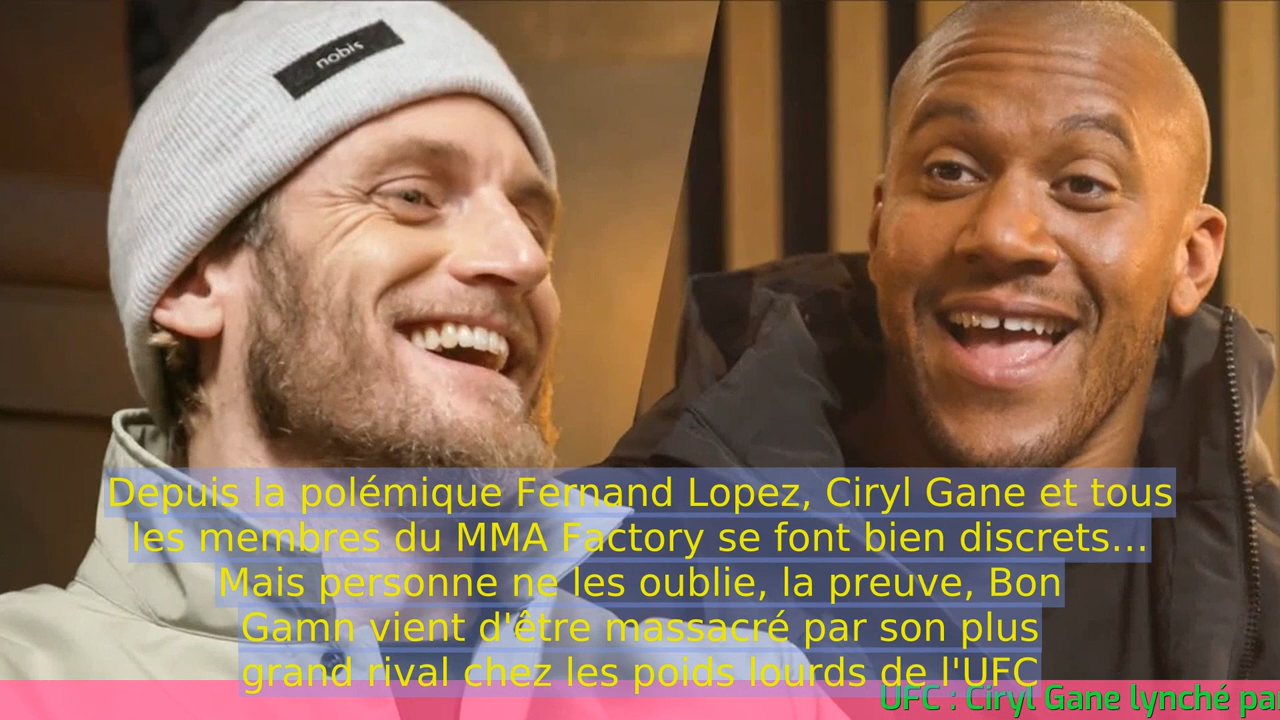 nobis
Depuis la polémique Fernand Lopez, Ciryl Gane et tous
les membres du MMA Factory se font bien discrets...
Mais personne ne les oublie, la preuve, Bon
Gamn vient d'être massacré par son plus
grand rival chez les poids lourds de l'UFC
UFC : Ciryl Gane lynché pa